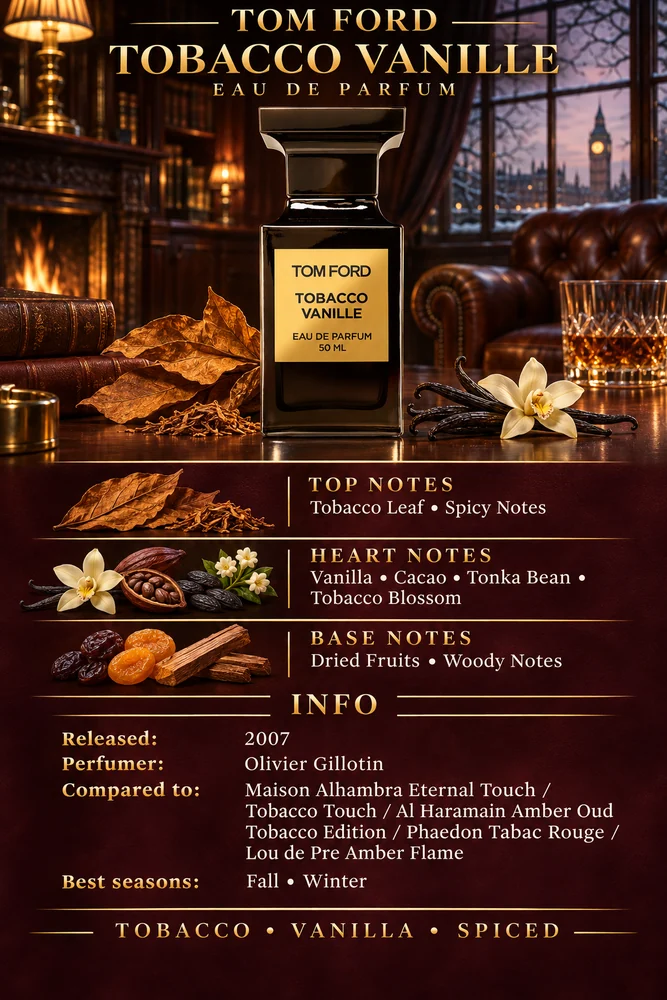 TOM FORD
TOBACCO VANILLE
EAU DE PARFUM
TOM FORD
TOBACCO
VANILLE
EAU DE PARFUM
50 ML
TOP NOTES
Tobacco Leaf • Spicy Notes
HEART NOTES
Vanilla • Cacao • Tonka Bean •
Tobacco Blossom
BASE NOTES
Dried Fruits • Woody Notes
INFO
Released: 2007
Perfumer: Olivier Gillotin
Compared to: Maison Alhambra Eternal Touch /
Tobacco Touch / Al Haramain Amber Oud
Tobacco Edition / Phaedon Tabac Rouge /
Lou de Pre Amber Flame
Best seasons: Fall • Winter
TOBACCO • VANILLA • SPICED